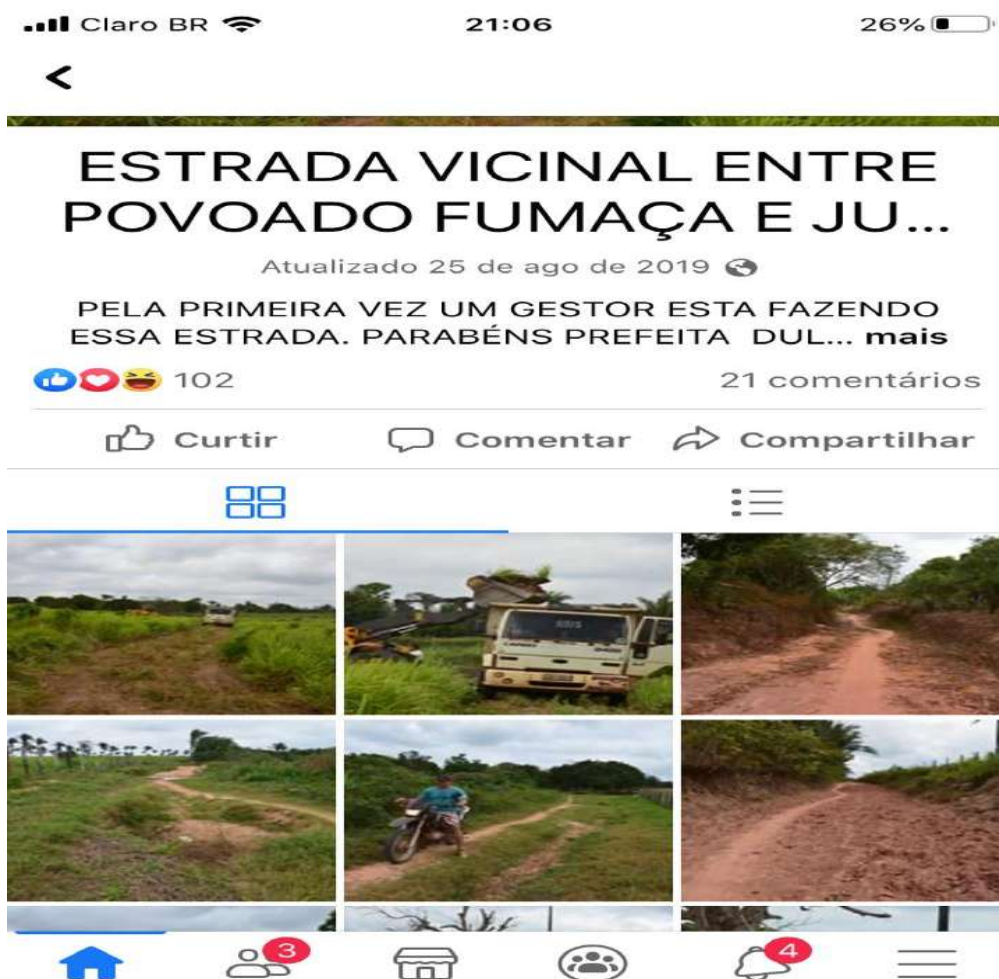 Claro BR 21:06 26%
ESTRADA VICINAL ENTRE
POVOADO FUMAÇA E JU...
Atualizado 25 de ago de 2019
PELA PRIMEIRA VEZ UM GESTOR ESTA FAZENDO
ESSA ESTRADA. PARABÉNS PREFEITA DUL... mais
102 21 comentários
Curtir Comentar Compartilhar
3 4